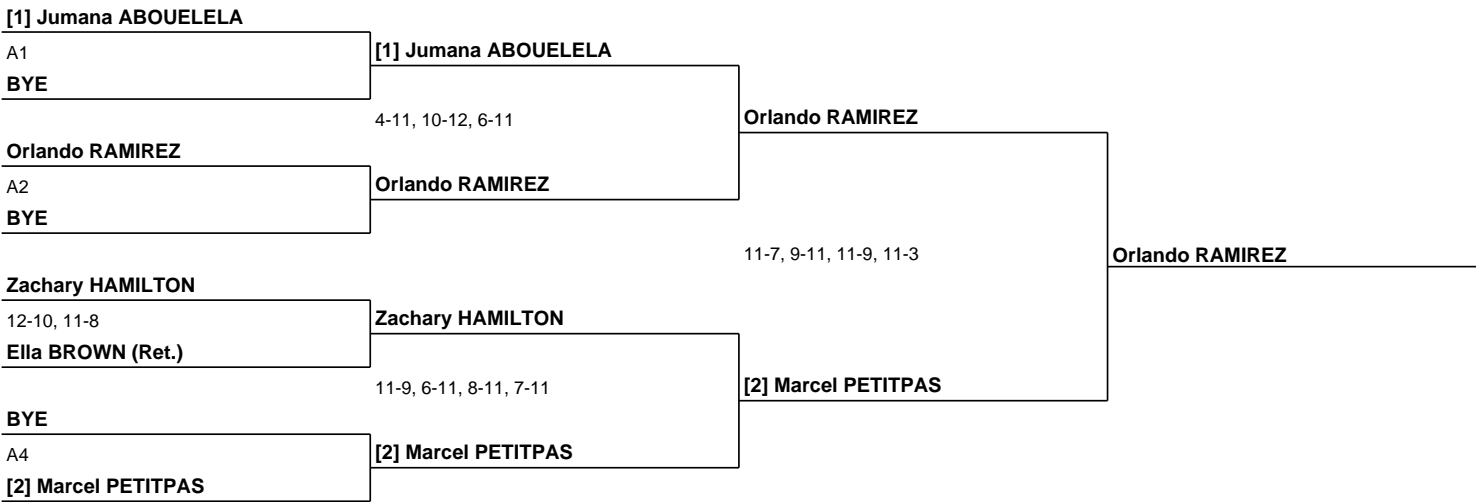 [1] Jumana ABOUELELA
A1
BYE
[1] Jumana ABOUELELA
4-11, 10-12, 6-11
Orlando RAMIREZ
Orlando RAMIREZ
A2
BYE
Orlando RAMIREZ
11-7, 9-11, 11-9, 11-3
Orlando RAMIREZ
Zachary HAMILTON
12-10, 11-8
Ella BROWN (Ret.)
Zachary HAMILTON
11-9, 6-11, 8-11, 7-11
[2] Marcel PETITPAS
BYE
A4
[2] Marcel PETITPAS
[2] Marcel PETITPAS